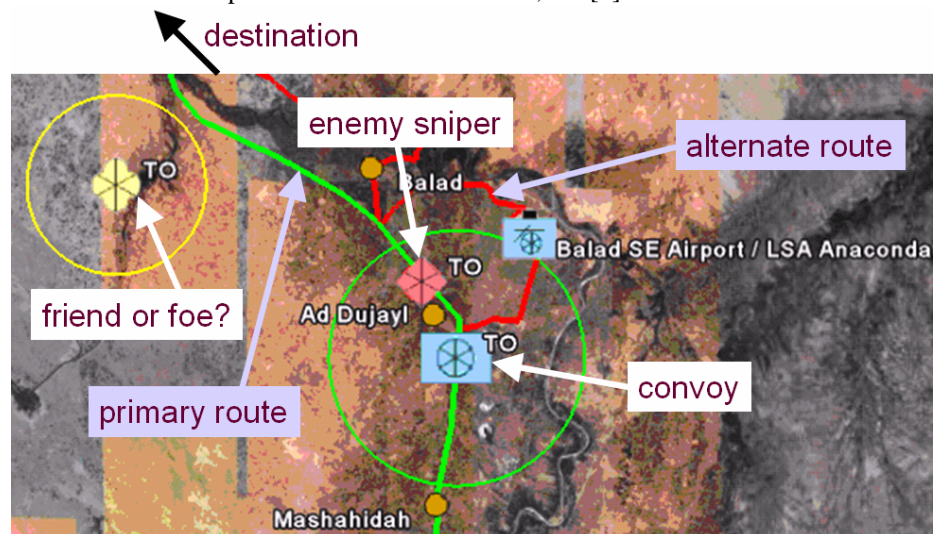 destination
enemy sniper
alternate route
TO
Balad
Balad SE Airport / LSA Anaconda
TO
friend or foe?
Ad Dujayl
TO
convoy
primary route
Mashahidah